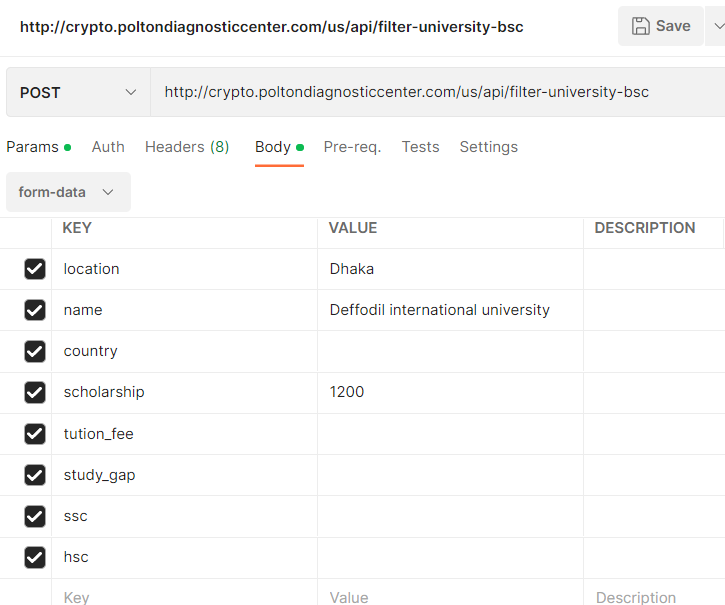 http://crypto.poltondiagnosticcenter.com/us/api/filter-university-bsc Save
POST http://crypto.poltondiagnosticcenter.com/us/api/filter-university-bsc
Params Auth Headers (8) Body Pre-req. Tests Settings
form-data
KEY VALUE DESCRIPTION
location Dhaka
name Deffodil international university
country
scholarship 1200
tution_fee
study_gap
ssc
hsc
Key Value Description